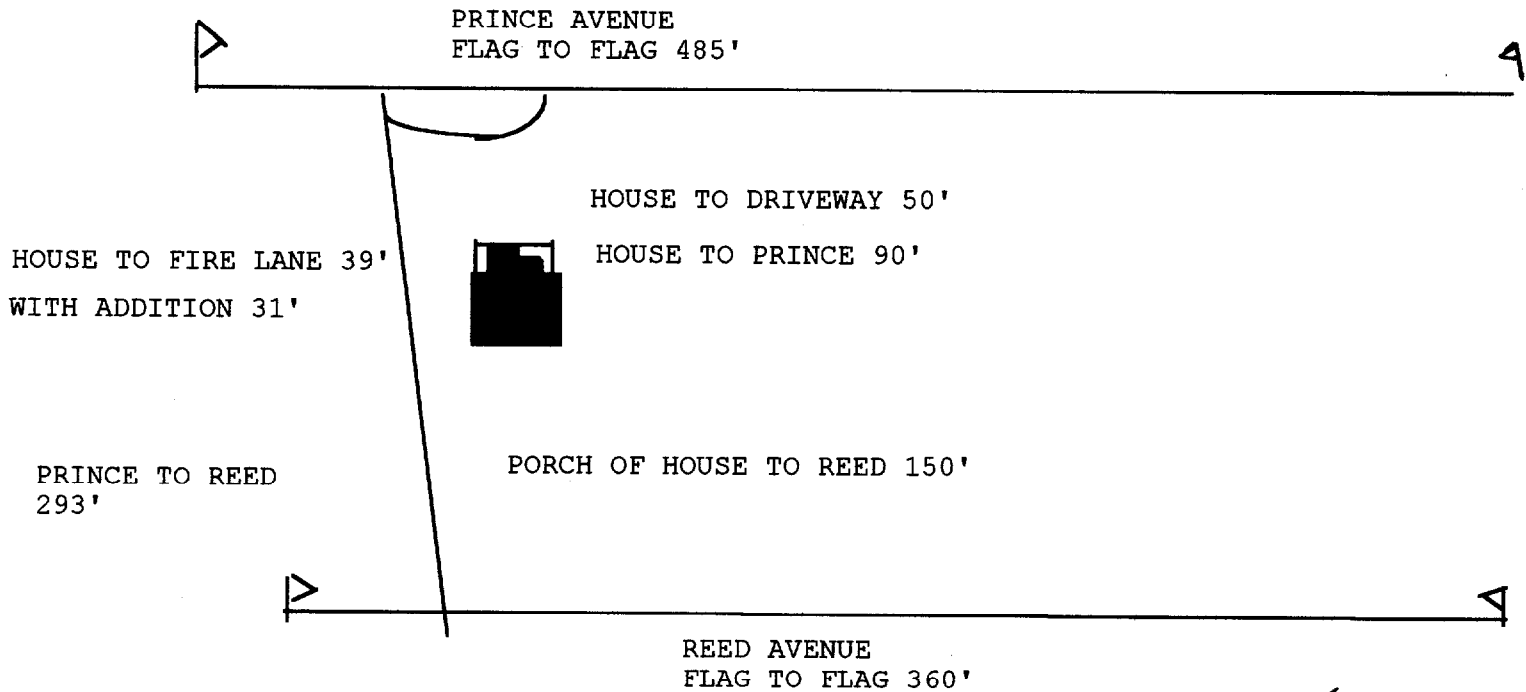 PRINCE AVENUE
FLAG TO FLAG 485'
HOUSE TO DRIVEWAY 50'
HOUSE TO FIRE LANE 39'
HOUSE TO PRINCE 90'
WITH ADDITION 31'
PORCH OF HOUSE TO REED 150'
PRINCE TO REED
293'
REED AVENUE
FLAG TO FLAG 360'